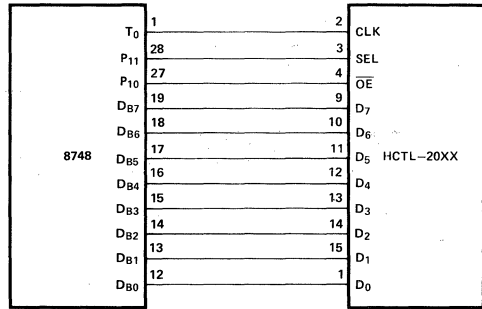 T0 1 2 CLK
P11 28 3 SEL
P10 27 4 OE
DB7 19 9 D7
DB6 18 10 D6
8748 DB5 17 11 D5 HCTL-20XX
DB4 16 12 D4
DB3 15 13 D3
DB2 14 14 D2
DB1 13 15 D1
DB0 12 1 D0